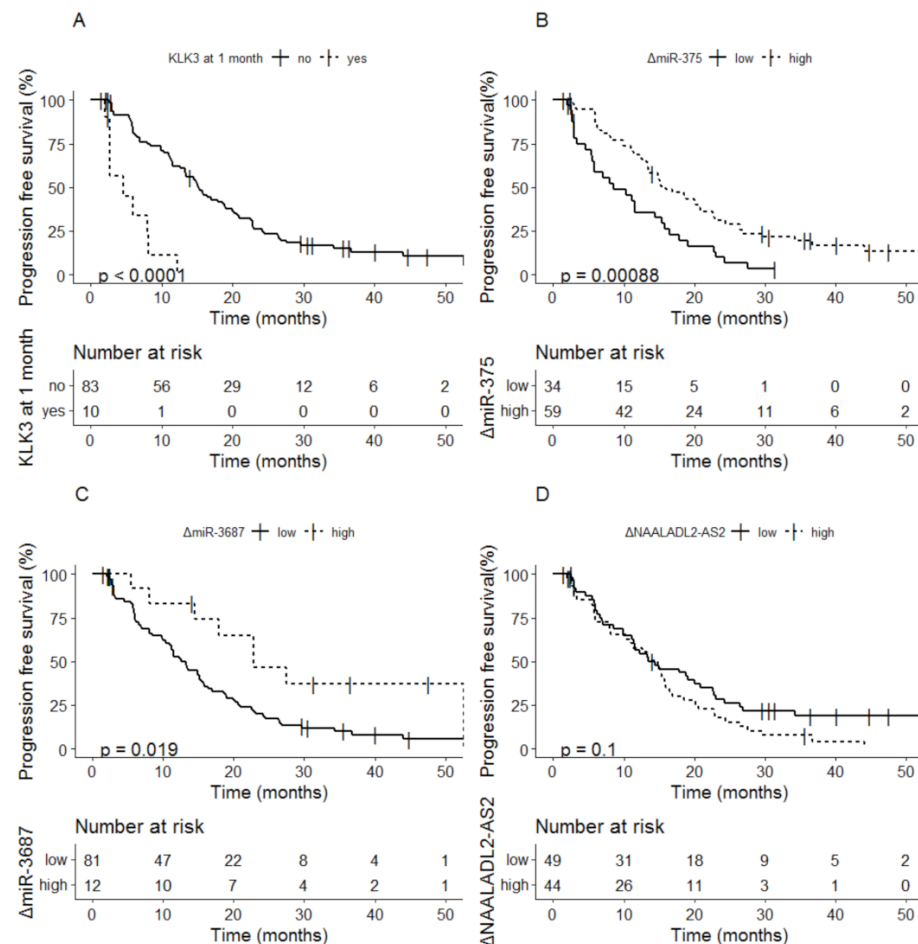 A
KLK3 at 1 month no yes
Progression free survival (%)
100
75
50
25
0
p < 0.0001
0 10 20 30 40 50
Time (months)
Number at risk
KLK3 at 1 month
no 83 56 29 12 6 2
yes 10 1 0 0 0 0
0 10 20 30 40 50
Time (months)
B
ΔmiR-375 low high
Progression free survival(%)
100
75
50
25
0
p = 0.00088
0 10 20 30 40 50
Time (months)
Number at risk
ΔmiR-375
low 34 15 5 1 0 0
high 59 42 24 11 6 2
0 10 20 30 40 50
Time (months)
C
ΔmiR-3687 low high
Progression free survival (%)
100
75
50
25
0
p = 0.019
0 10 20 30 40 50
Time (months)
Number at risk
ΔmiR-3687
low 81 47 22 8 4 1
high 12 10 7 4 2 1
0 10 20 30 40 50
Time (months)
D
ΔNAALADL2-AS2 low high
Progression free survival(%)
100
75
50
25
0
p = 0.1
0 10 20 30 40 50
Time (months)
Number at risk
ΔNAALADL2-AS2
low 49 31 18 9 5 2
high 44 26 11 3 1 0
0 10 20 30 40 50
Time (months)